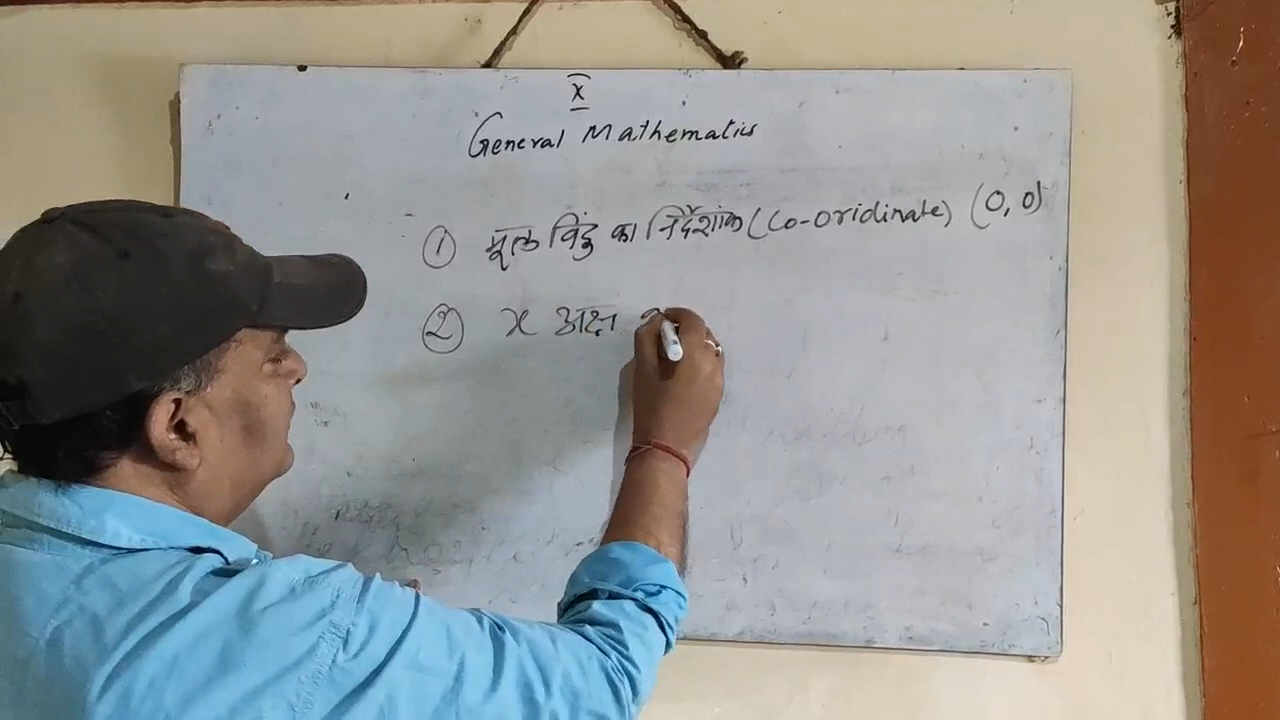 X
General Mathematics
① मूल बिंदु का निर्देशांक (Co-oridinate) (0, 0)
② x अक्ष